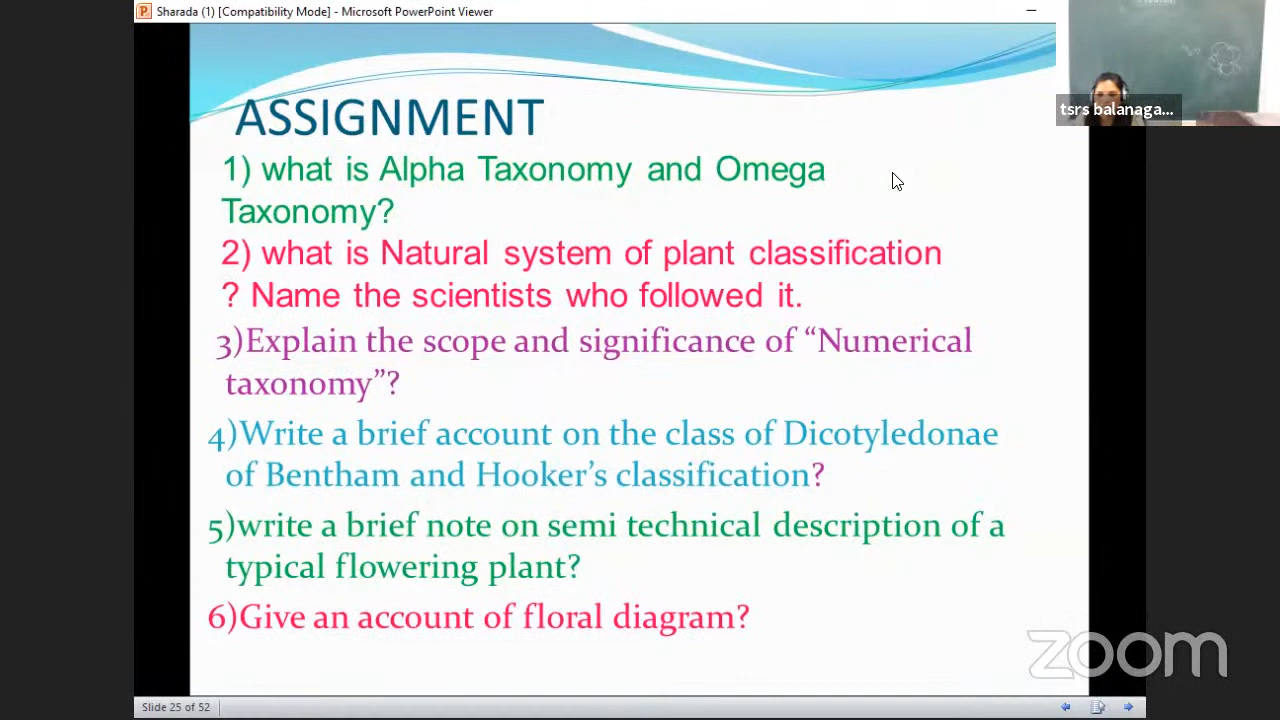 Sharada (1) [Compatibility Mode] - Microsoft PowerPoint Viewer
tsrs balanaga...
ASSIGNMENT
1) what is Alpha Taxonomy and Omega
Taxonomy?
2) what is Natural system of plant classification
? Name the scientists who followed it.
3)Explain the scope and significance of “Numerical
taxonomy”?
4)Write a brief account on the class of Dicotyledonae
of Bentham and Hooker’s classification?
5)write a brief note on semi technical description of a
typical flowering plant?
6)Give an account of floral diagram?
zoom
Slide 25 of 52